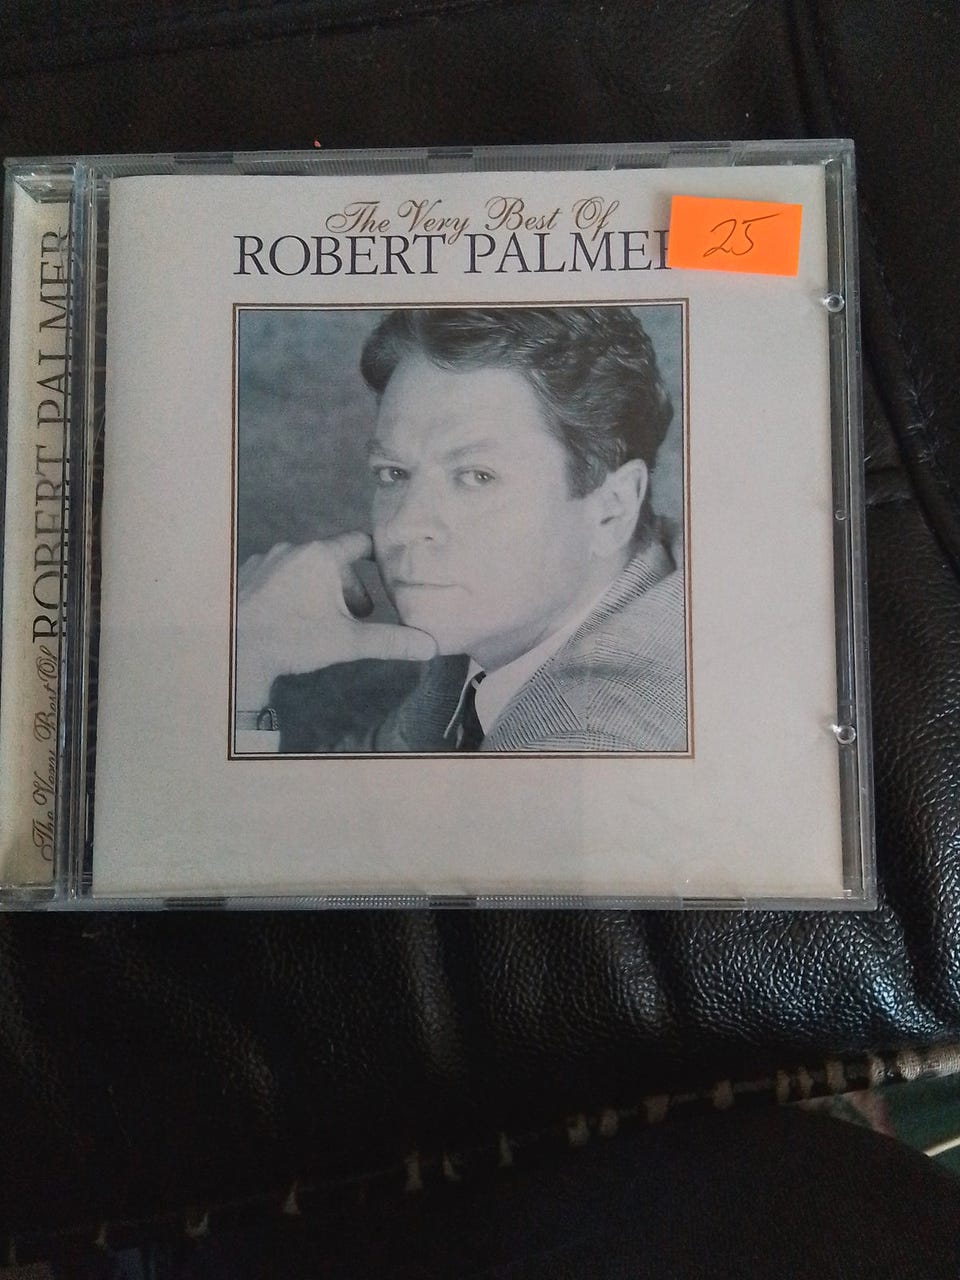 The Very Best Of
ROBERT PALMER
25
The Very Best Of ROBERT PALMER